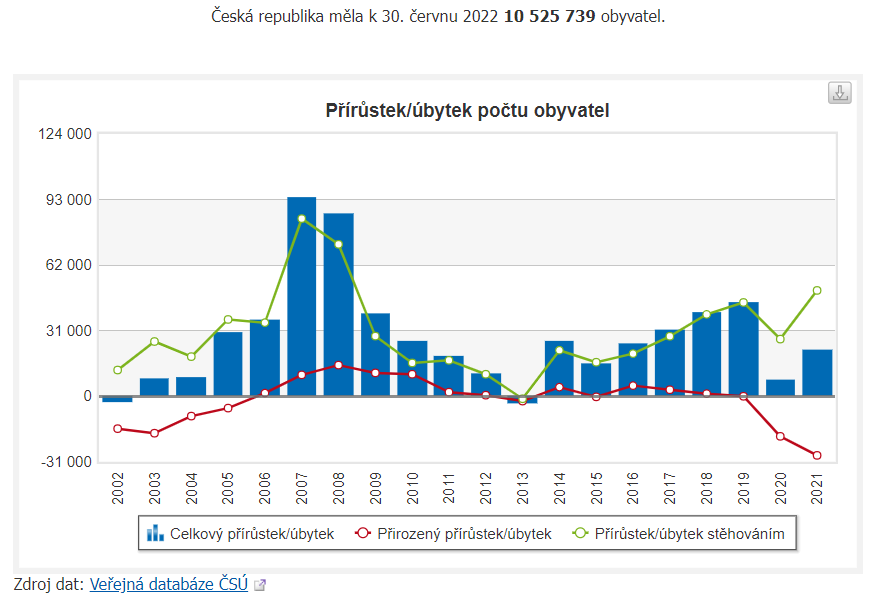 Česká republika měla k 30. červnu 2022 10 525 739 obyvatel.
Přírůstek/úbytek počtu obyvatel
124 000
93 000
62 000
31 000
0
-31 000
2002 2003 2004 2005 2006 2007 2008 2009 2010 2011 2012 2013 2014 2015 2016 2017 2018 2019 2020 2021
Celkový přírůstek/úbytek Přirozený přírůstek/úbytek Přírůstek/úbytek stěhováním
Zdroj dat: Veřejná databáze ČSÚ